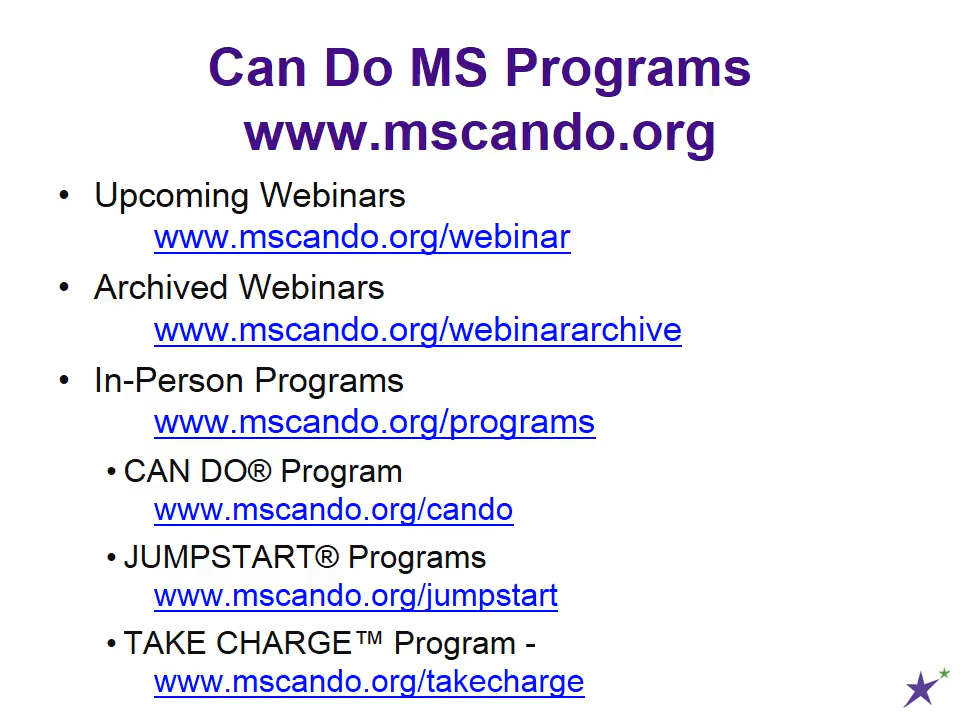 Can Do MS Programs
www.mscando.org
• Upcoming Webinars
www.mscando.org/webinar
• Archived Webinars
www.mscando.org/webinararchive
• In-Person Programs
www.mscando.org/programs
• CAN DO® Program
www.mscando.org/cando
• JUMPSTART® Programs
www.mscando.org/jumpstart
• TAKE CHARGE™ Program -
www.mscando.org/takecharge